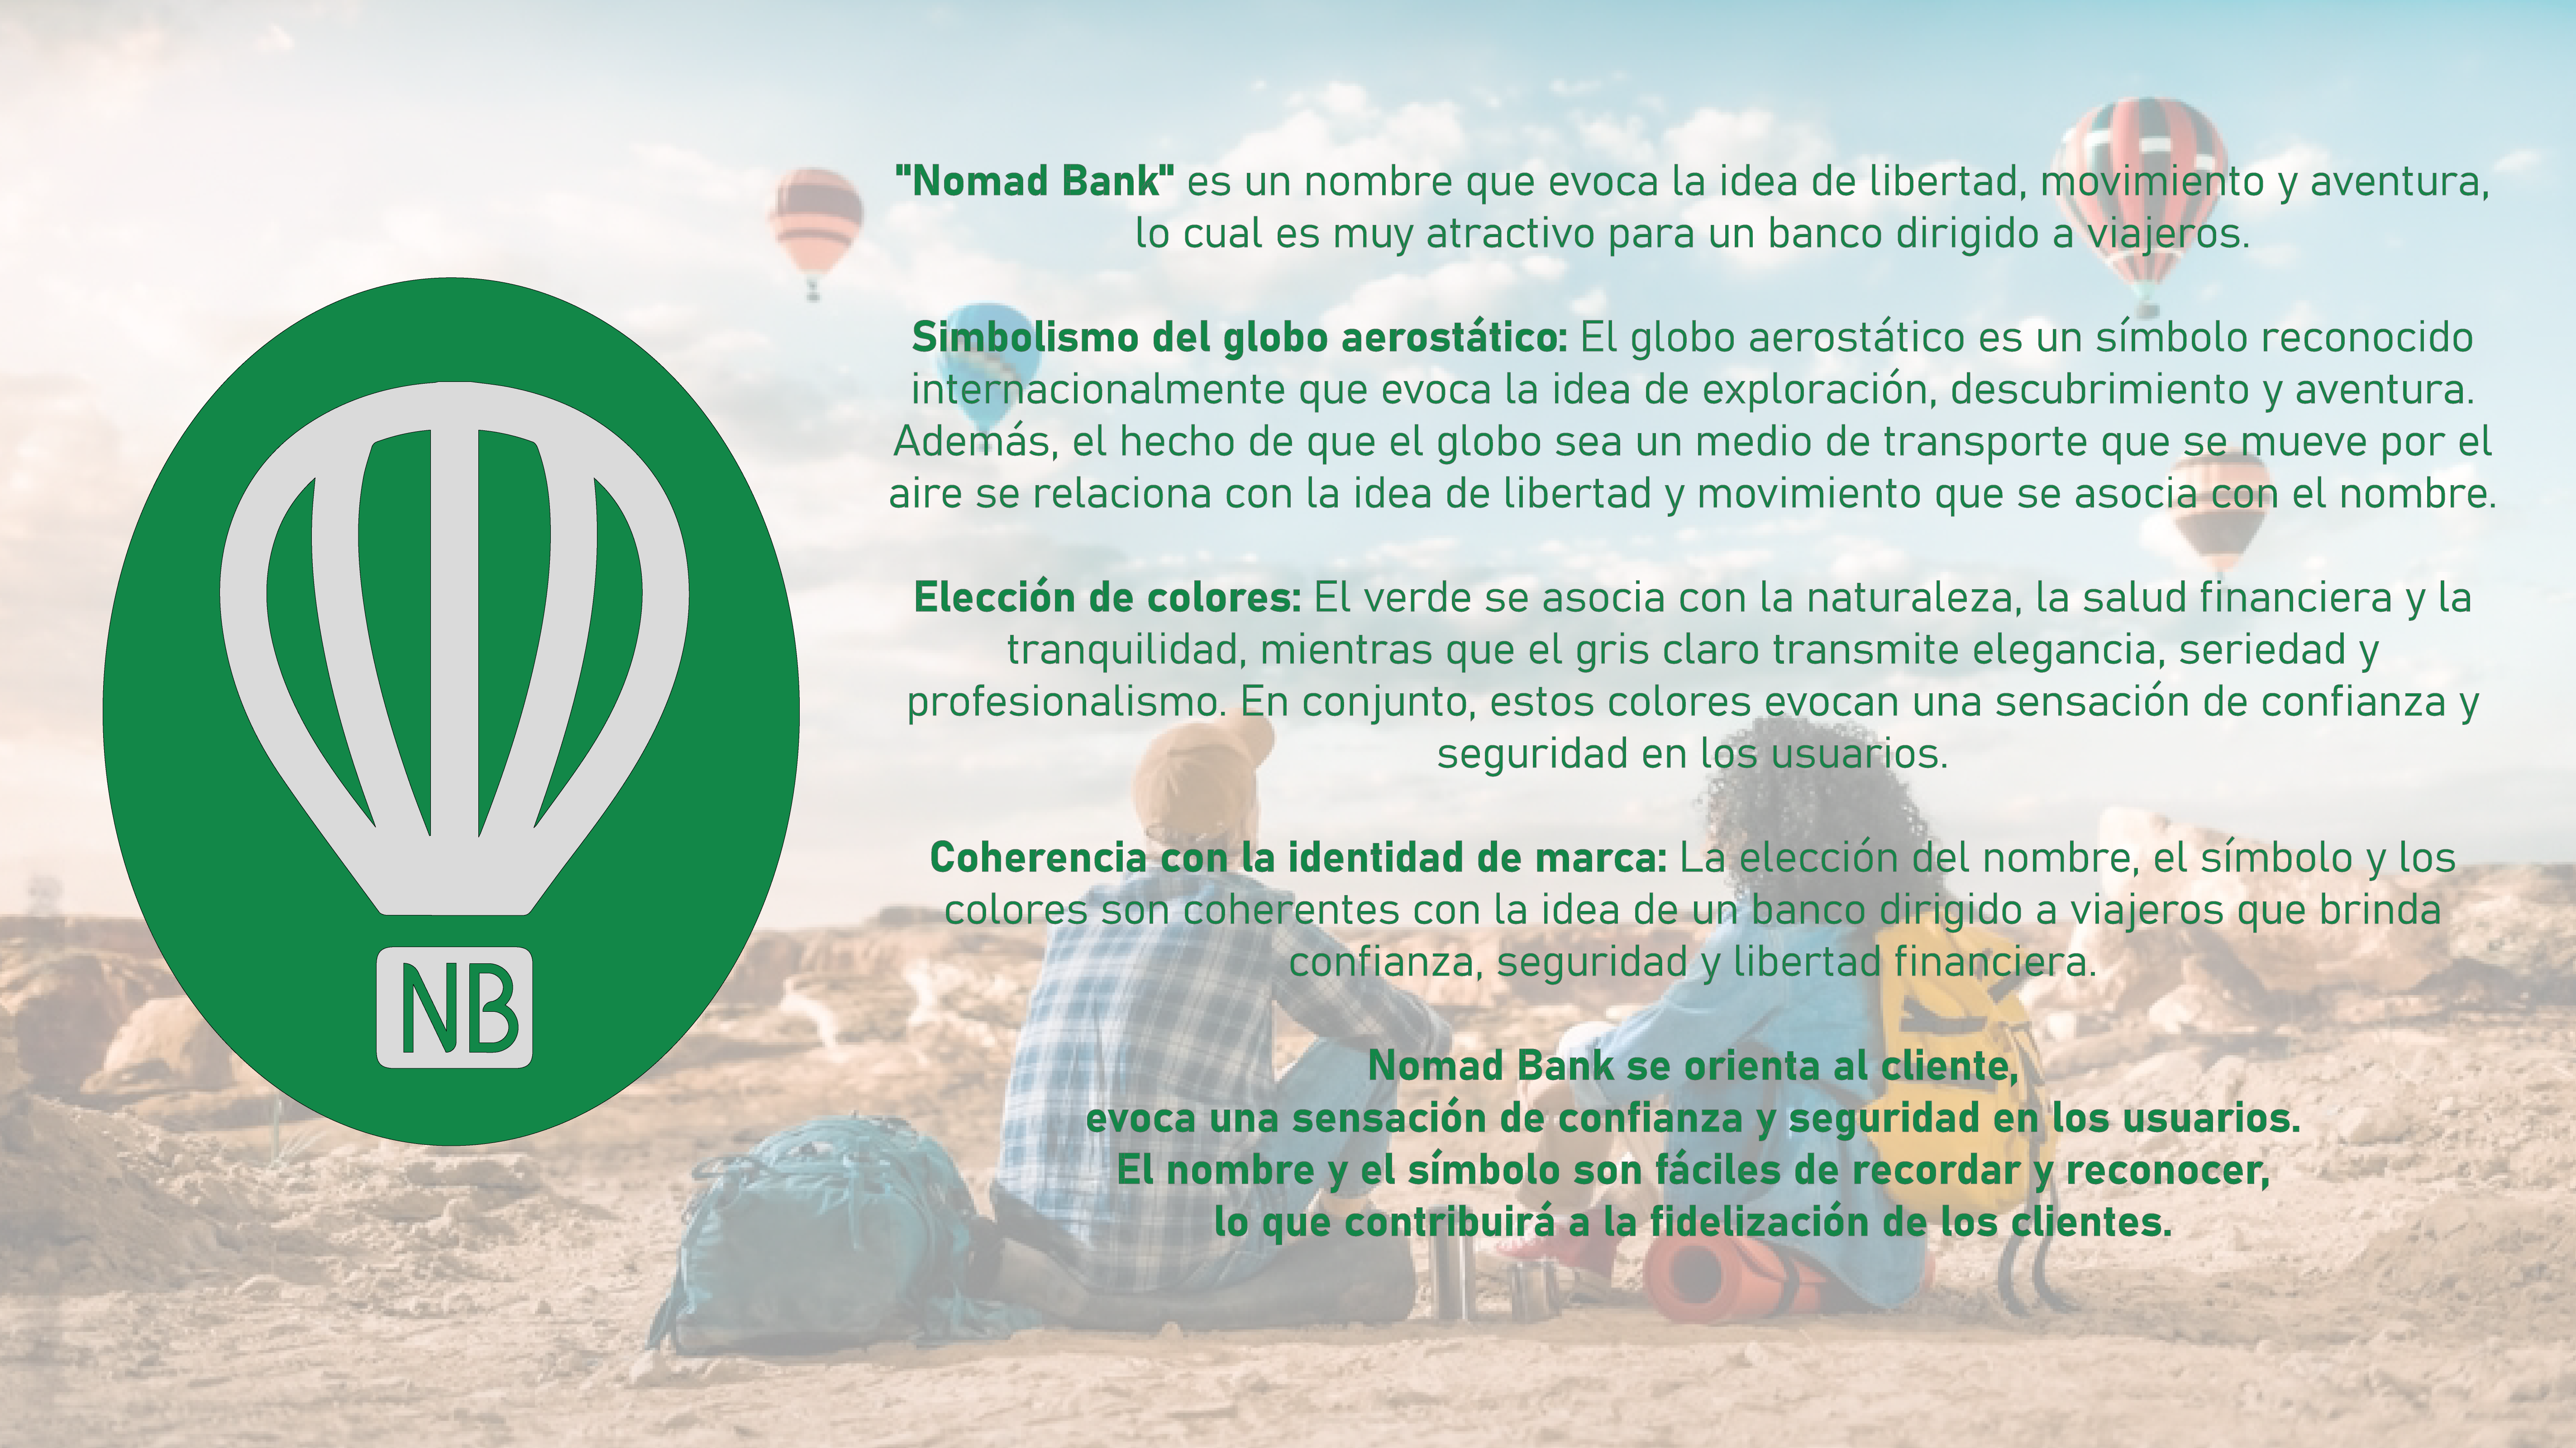 "Nomad Bank" es un nombre que evoca la idea de libertad, movimiento y aventura,
lo cual es muy atractivo para un banco dirigido a viajeros.
Simbolismo del globo aerostático: El globo aerostático es un símbolo reconocido
internacionalmente que evoca la idea de exploración, descubrimiento y aventura.
Además, el hecho de que el globo sea un medio de transporte que se mueve por el
aire se relaciona con la idea de libertad y movimiento que se asocia con el nombre.
Elección de colores: El verde se asocia con la naturaleza, la salud financiera y la
tranquilidad, mientras que el gris claro transmite elegancia, seriedad y
profesionalismo. En conjunto, estos colores evocan una sensación de confianza y
seguridad en los usuarios.
Coherencia con la identidad de marca: La elección del nombre, el símbolo y los
colores son coherentes con la idea de un banco dirigido a viajeros que brinda
confianza, seguridad y libertad financiera.
Nomad Bank se orienta al cliente,
evoca una sensación de confianza y seguridad en los usuarios.
El nombre y el símbolo son fáciles de recordar y reconocer,
lo que contribuirá a la fidelización de los clientes.
NB